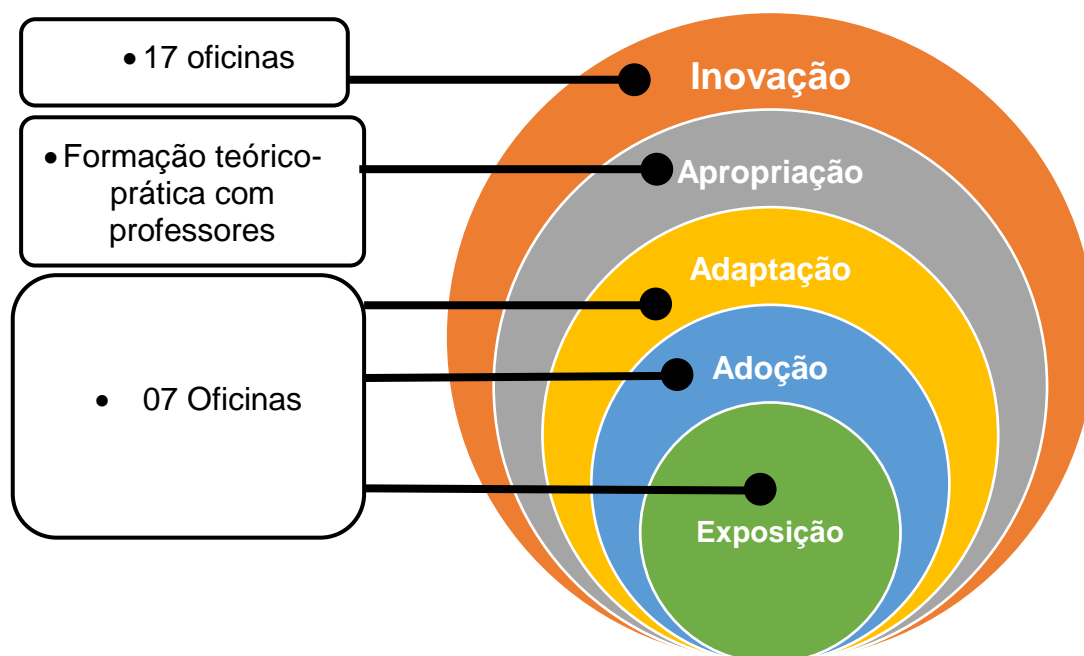 • 17 oficinas
• Formação teórico-
prática com
professores
• 07 Oficinas
Inovação
Apropriação
Adaptação
Adoção
Exposição